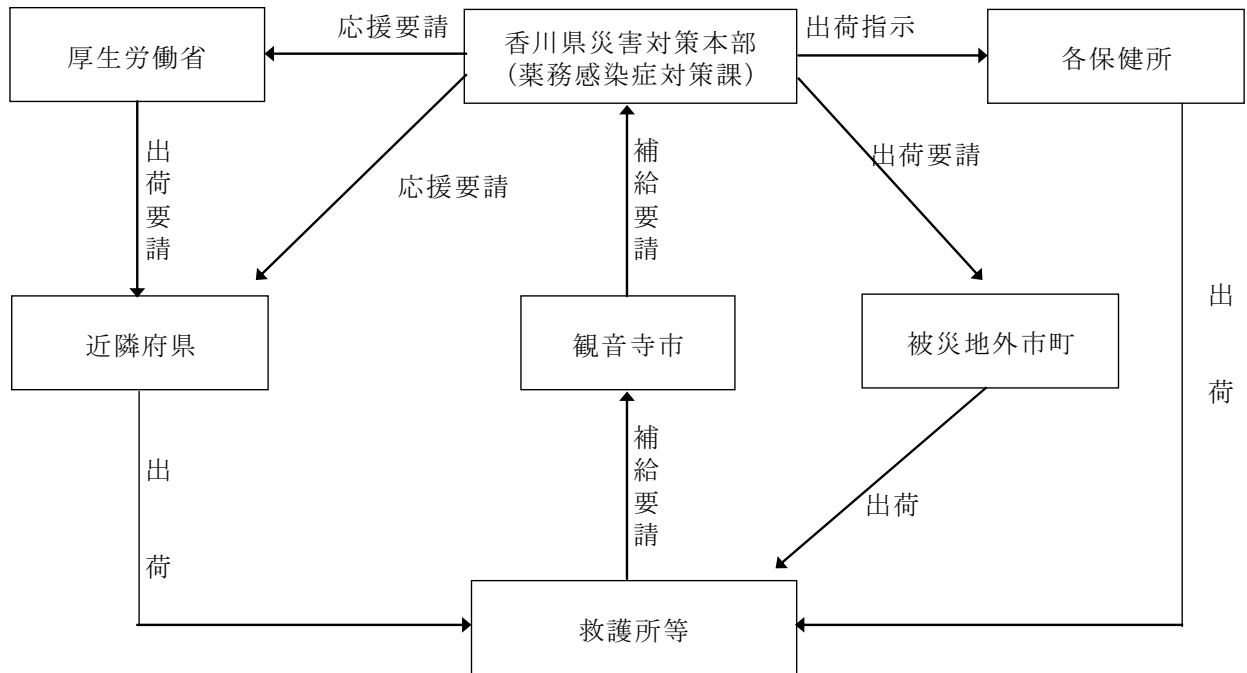 応援要請
香川県災害対策本部
(薬務感染症対策課)
出荷指示
厚生労働省
各保健所
出荷要請
応援要請
補給要請
出荷要請
近隣府県
観音寺市
被災地外市町
出荷
出荷
補給要請
出荷
救護所等